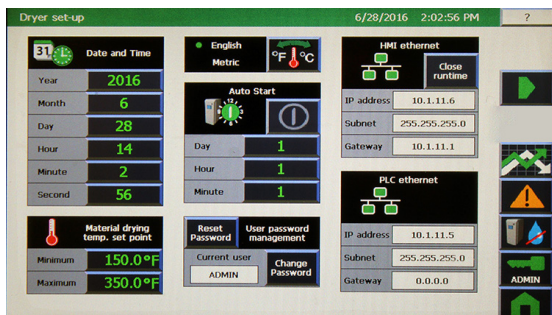 Dryer set-up
6/28/2016 2:02:56 PM
?
31
Date and Time
Year 2016
Month 6
Day 28
Hour 14
Minute 2
Second 56
Material drying
temp. set point
Minimum 150.0°F
Maximum 350.0°F
English
Metric
°F °C
Auto Start
12
6
Day 1
Hour 1
Minute 1
Reset
Password
User password
management
Current user
ADMIN
Change
Password
HMI ethernet
Close
runtime
IP address 10.1.11.6
Subnet 255.255.255.0
Gateway 10.1.11.1
PLC ethernet
IP address 10.1.11.5
Subnet 255.255.255.0
Gateway 0.0.0.0
ADMIN